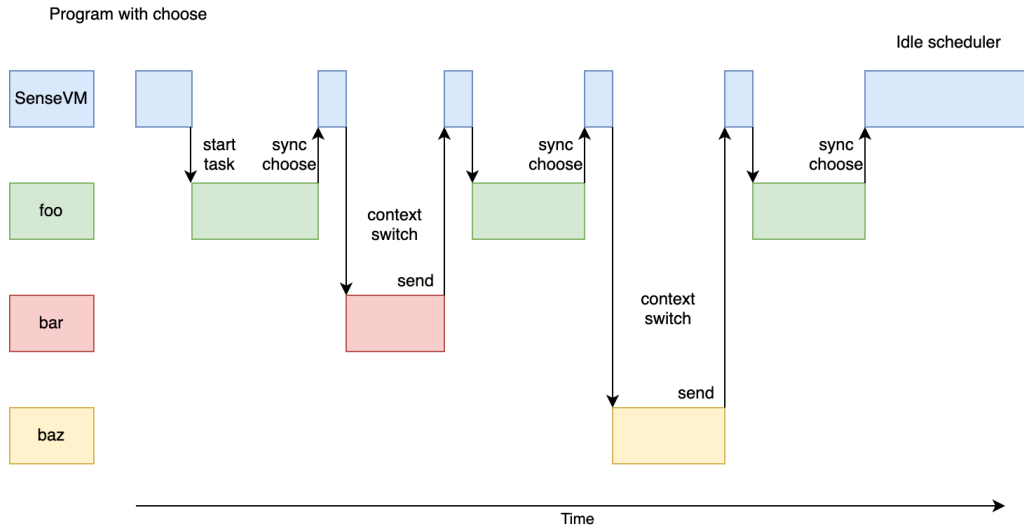 Program with choose
Idle scheduler
SenseVM
start
task
sync
choose
sync
choose
sync
choose
foo
context
switch
send
bar
context
switch
send
baz
Time